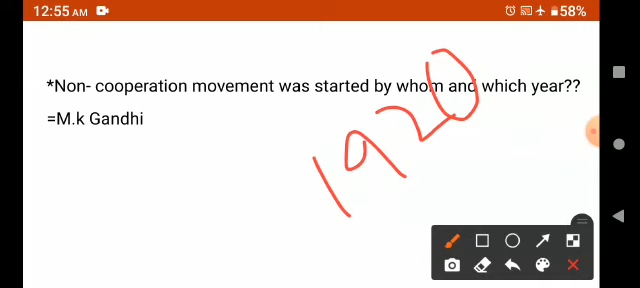 12:55 AM 58%
*Non- cooperation movement was started by whom and which year??
=M.k Gandhi
1920